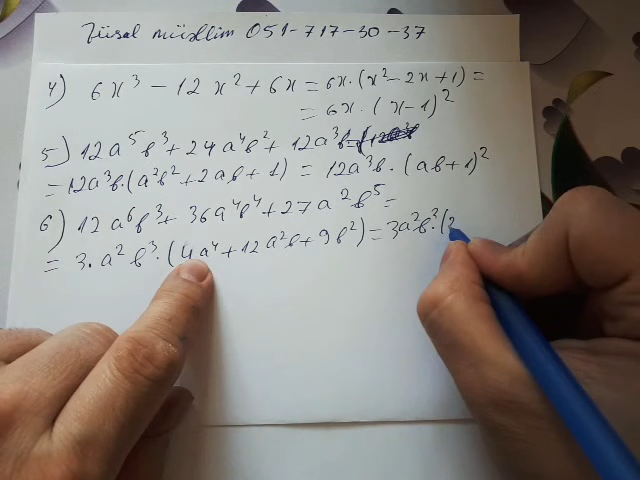 Züsal müəllim 051-717-30-37
4) 6x³ - 12x² + 6x = 6x·(x² - 2x + 1) =
= 6x·(x-1)²
5) 12a⁵b³ + 24a⁴b² + 12a³b =
= 12a³b·(a²b² + 2ab + 1) = 12a³b·(ab+1)²
6) 12a⁶b³ + 36a⁴b⁴ + 27a²b⁵ =
= 3·a²b³·(4a⁴ + 12a²b + 9b²) = 3a²b³·(2